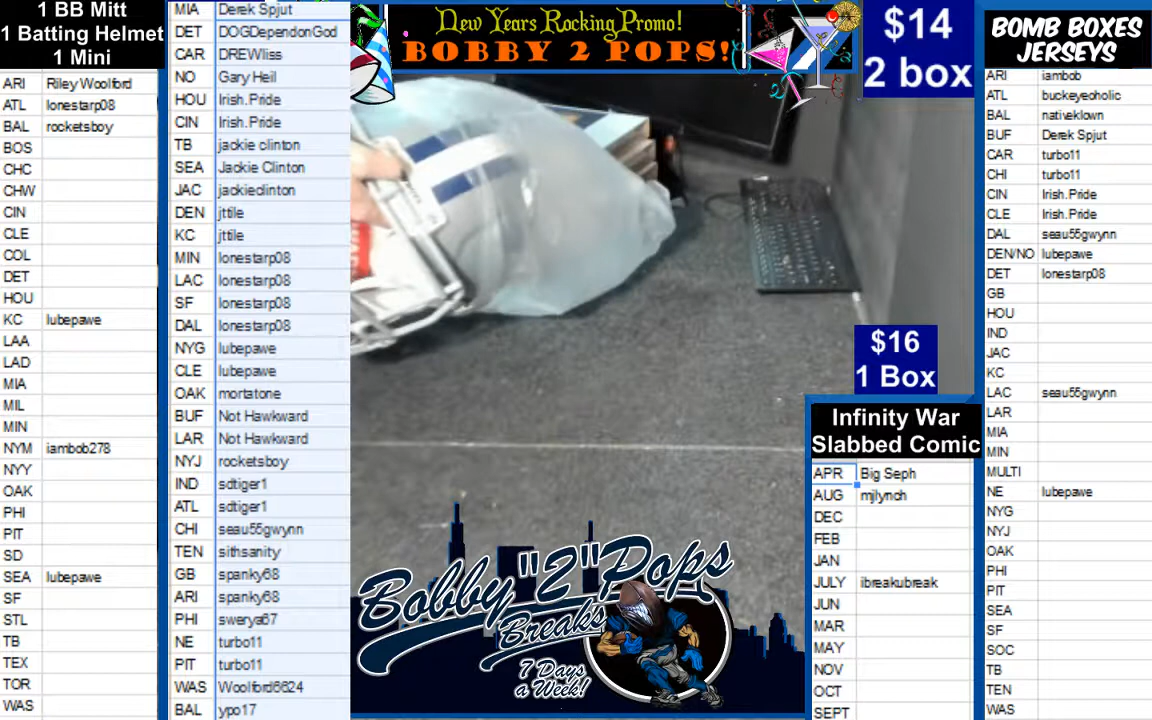 1 BB Mitt
1 Batting Helmet
1 Mini
ARI Riley Woolford
ATL lonestarp08
BAL rocketsboy
BOS
CHC
CHW
CIN
CLE
COL
DET
HOU
KC lubepawe
LAA
LAD
MIA
MIL
MIN
NYM iambob278
NYY
OAK
PHI
PIT
SD
SEA lubepawe
SF
STL
TB
TEX
TOR
WAS
MIA Derek Spjut
DET DOGDependonGod
CAR DREWliss
NO Gary Heil
HOU Irish.Pride
CIN Irish.Pride
TB jackie clinton
SEA Jackie Clinton
JAC jackieclinton
DEN jttile
KC jttile
MIN lonestarp08
LAC lonestarp08
SF lonestarp08
DAL lonestarp08
NYG lubepawe
CLE lubepawe
OAK mortatone
BUF Not Hawkward
LAR Not Hawkward
NYJ rocketsboy
IND sdtiger1
ATL sdtiger1
CHI seau55gwynn
TEN sithsanity
GB spanky68
ARI spanky68
PHI swerya67
NE turbo11
PIT turbo11
WAS Woolford6624
BAL ypo17
New Years Rocking Promo!
BOBBY 2 POPS!
$14
2 box
$16
1 Box
Infinity War
Slabbed Comic
APR Big Seph
AUG mjlynch
DEC
FEB
JAN
JULY ibreakubreak
JUN
MAR
MAY
NOV
OCT
SEPT
Bobby "2" Pops
Breaks
7 Days
a Week!
BOMB BOXES
JERSEYS
ARI iambob
ATL buckeyeoholic
BAL nativeklown
BUF Derek Spjut
CAR turbo11
CHI turbo11
CIN Irish.Pride
CLE Irish.Pride
DAL seau55gwynn
DEN/NO lubepawe
DET lonestarp08
GB
HOU
IND
JAC
KC
LAC seau55gwynn
LAR
MIA
MIN
MULTI
NE lubepawe
NYG
NYJ
OAK
PHI
PIT
SEA
SF
SOC
TB
TEN
WAS